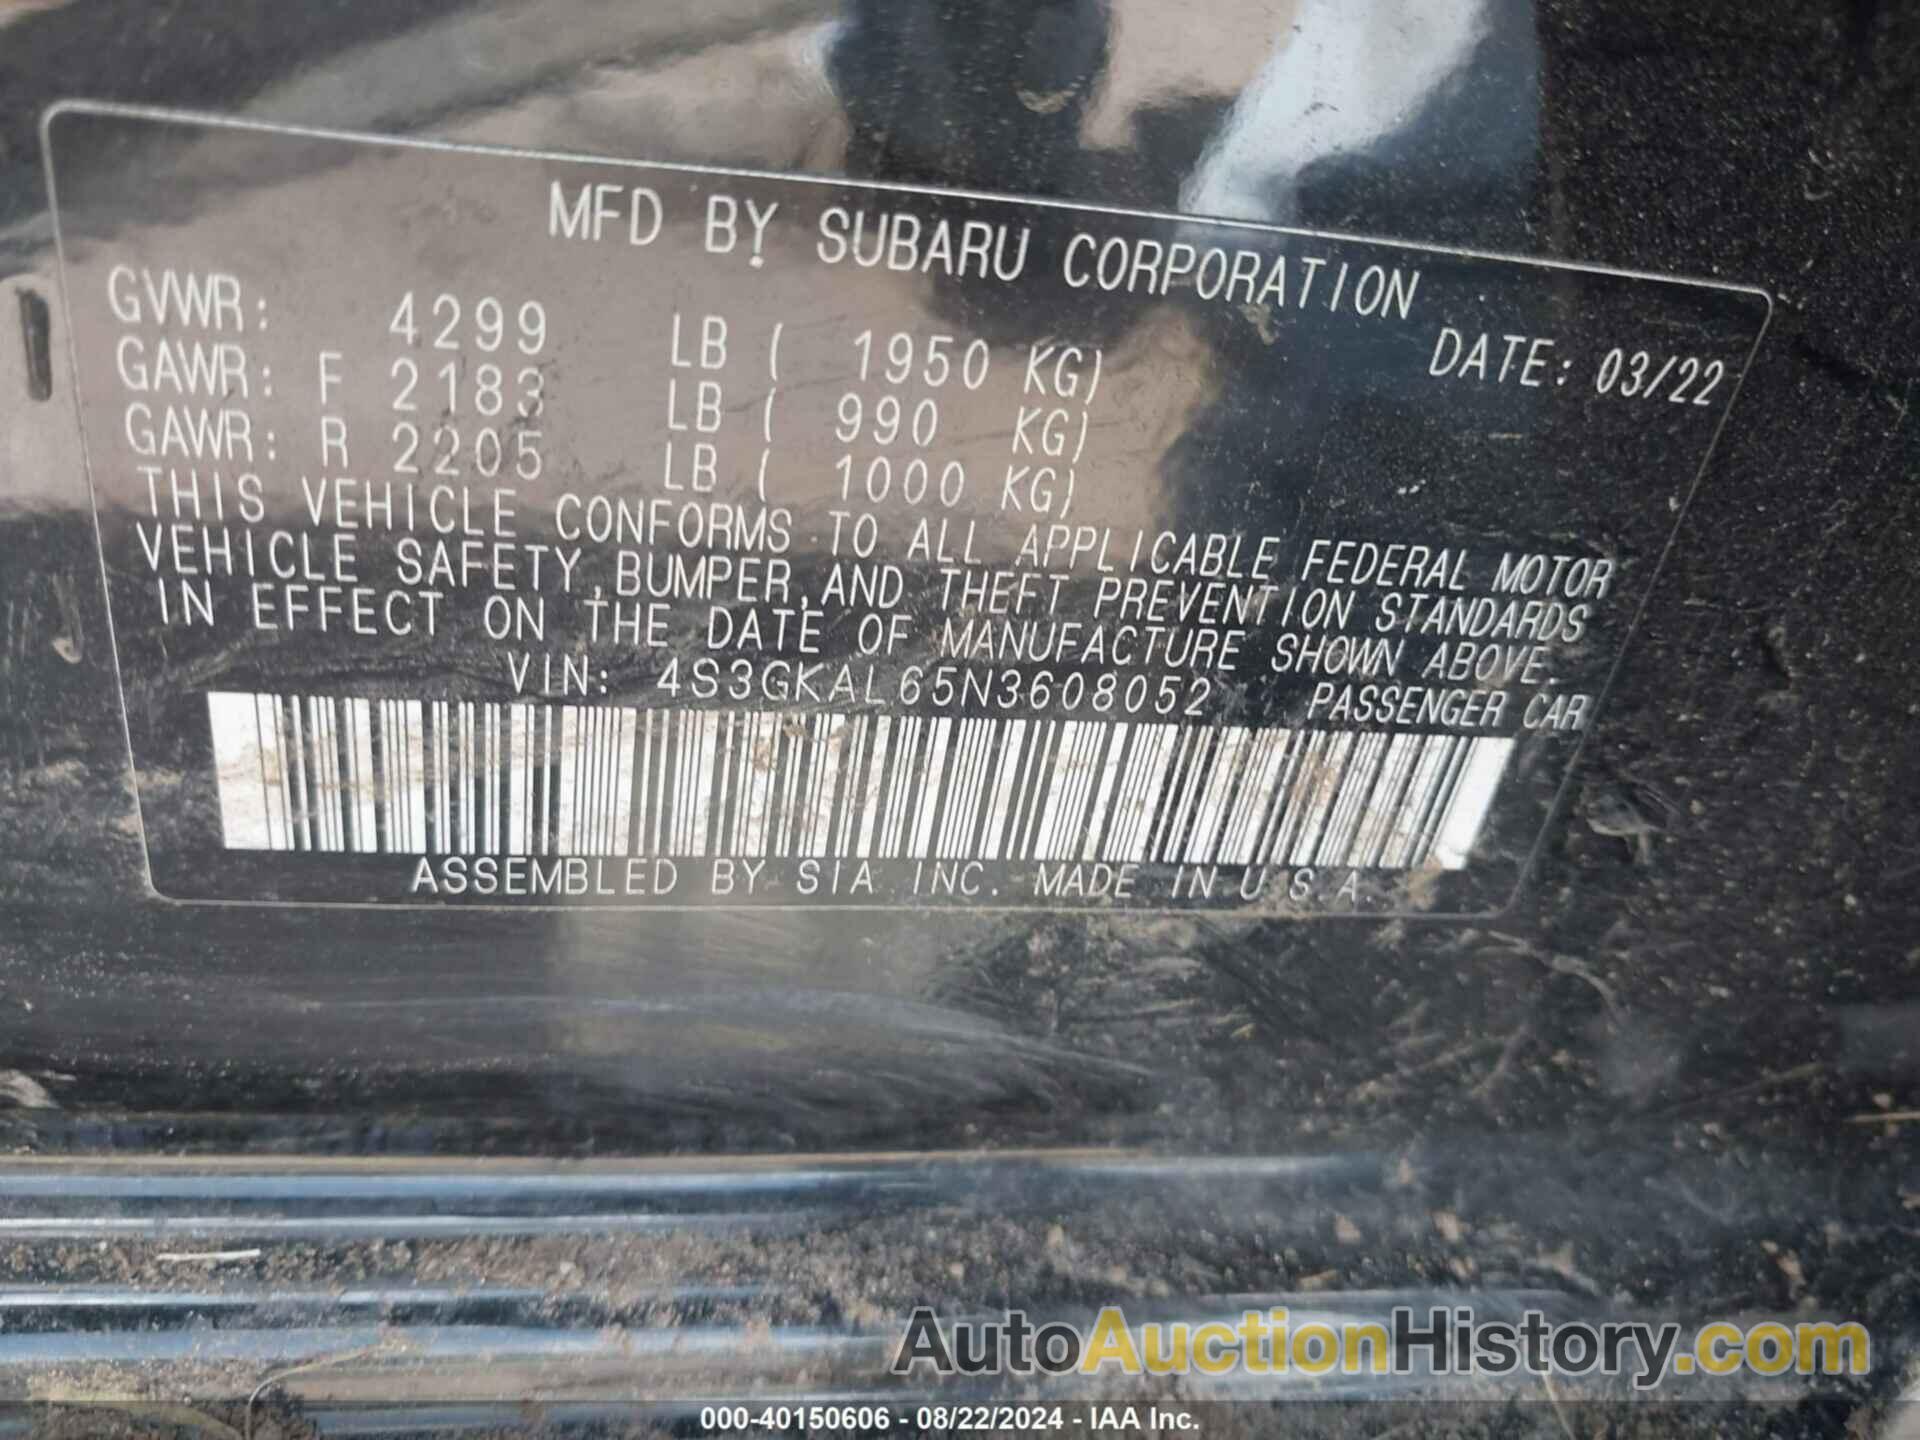 MFD BY SUBARU CORPORATION
GVWR: 4299 LB ( 1950 KG) DATE: 03/22
GAWR: F 2183 LB ( 990 KG)
GAWR: R 2205 LB ( 1000 KG)
THIS VEHICLE CONFORMS TO ALL APPLICABLE FEDERAL MOTOR
VEHICLE SAFETY, BUMPER, AND THEFT PREVENTION STANDARDS
IN EFFECT ON THE DATE OF MANUFACTURE SHOWN ABOVE.
VIN: 4S3GKAL65N3608052 PASSENGER CAR
ASSEMBLED BY SIA INC. MADE IN U.S.A.
AutoAuctionHistory.com
000-40150606 - 08/22/2024 - IAA Inc.